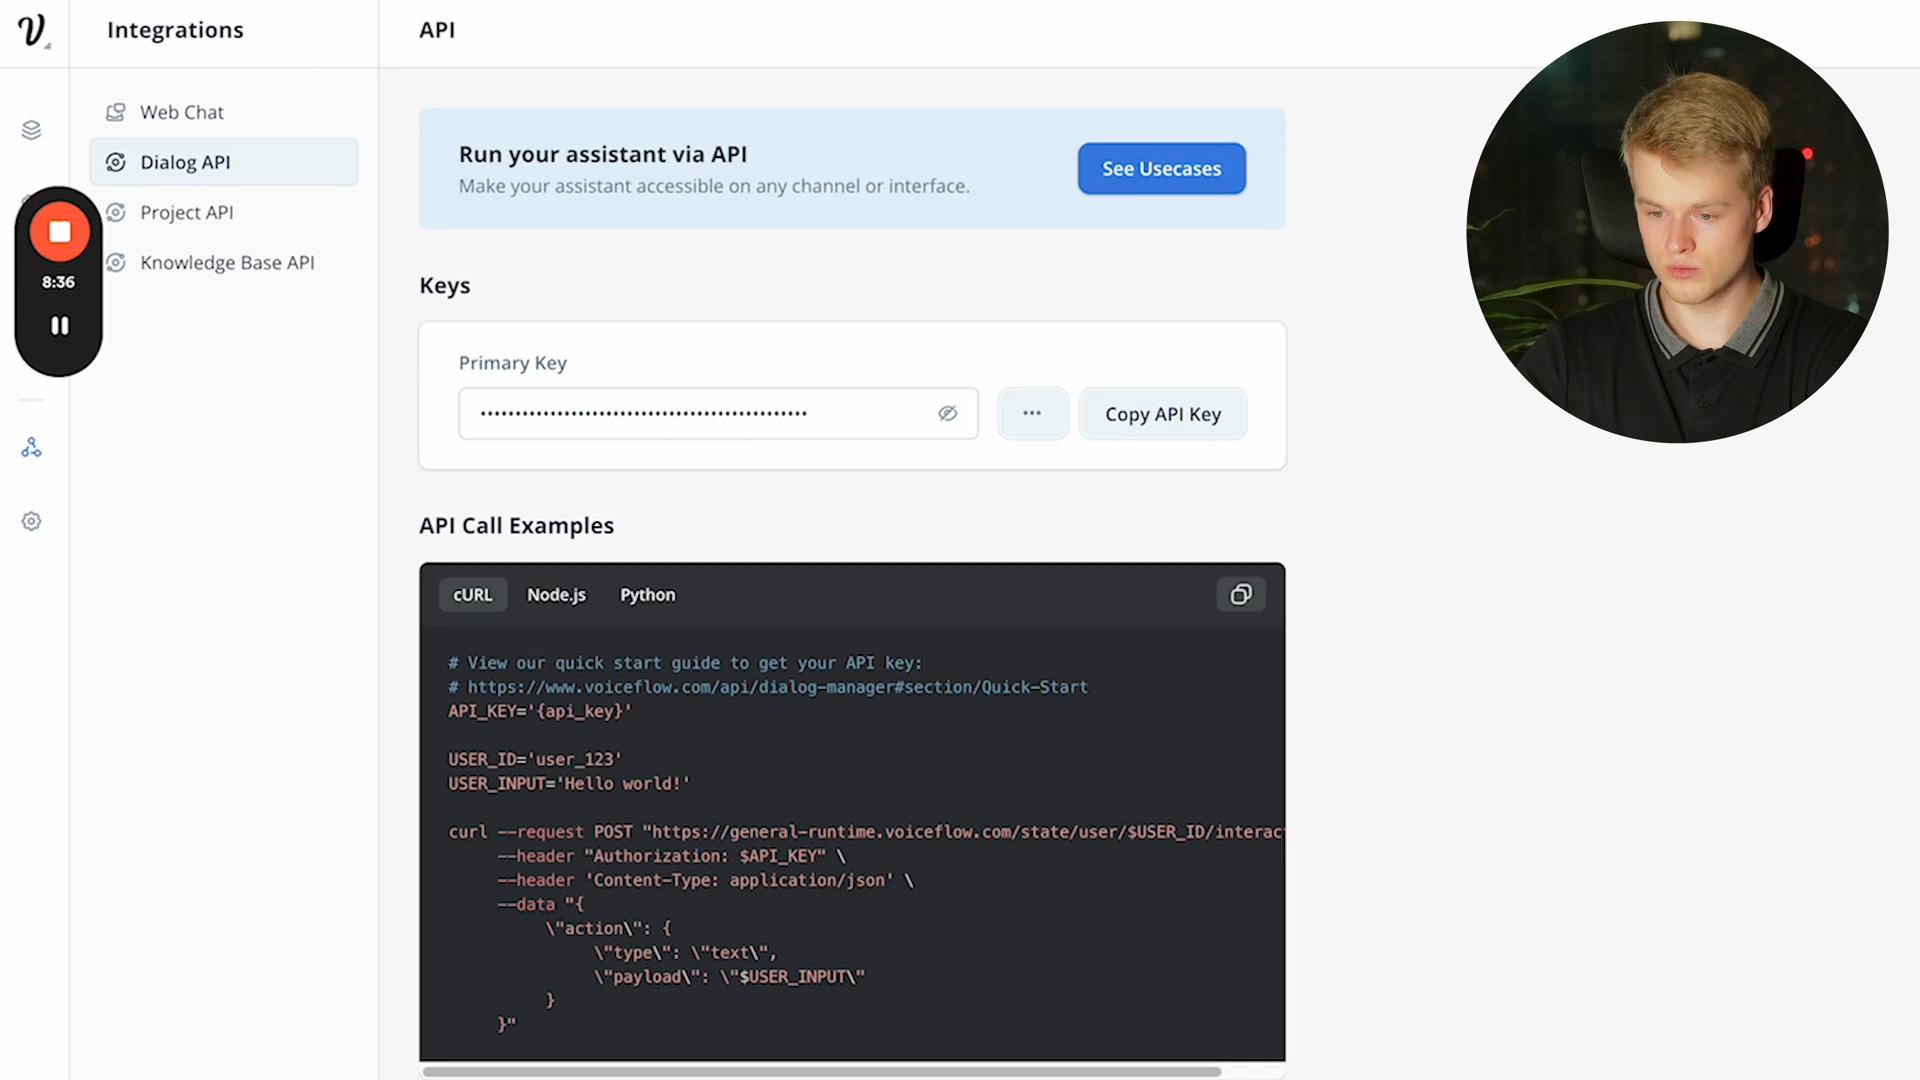 Integrations
API
Web Chat
Dialog API
Project API
Knowledge Base API
8:36
Run your assistant via API
Make your assistant accessible on any channel or interface.
See Usecases
Keys
Primary Key
Copy API Key
API Call Examples
cURL
Node.js
Python
# View our quick start guide to get your API key:
# https://www.voiceflow.com/api/dialog-manager#section/Quick-Start
API_KEY='{api_key}'
USER_ID='user_123'
USER_INPUT='Hello world!'
curl --request POST "https://general-runtime.voiceflow.com/state/user/$USER_ID/interac
--header "Authorization: $API_KEY" \
--header 'Content-Type: application/json' \
--data "{
\"action\": {
\"type\": \"text\",
\"payload\": \"$USER_INPUT\"
}
}"